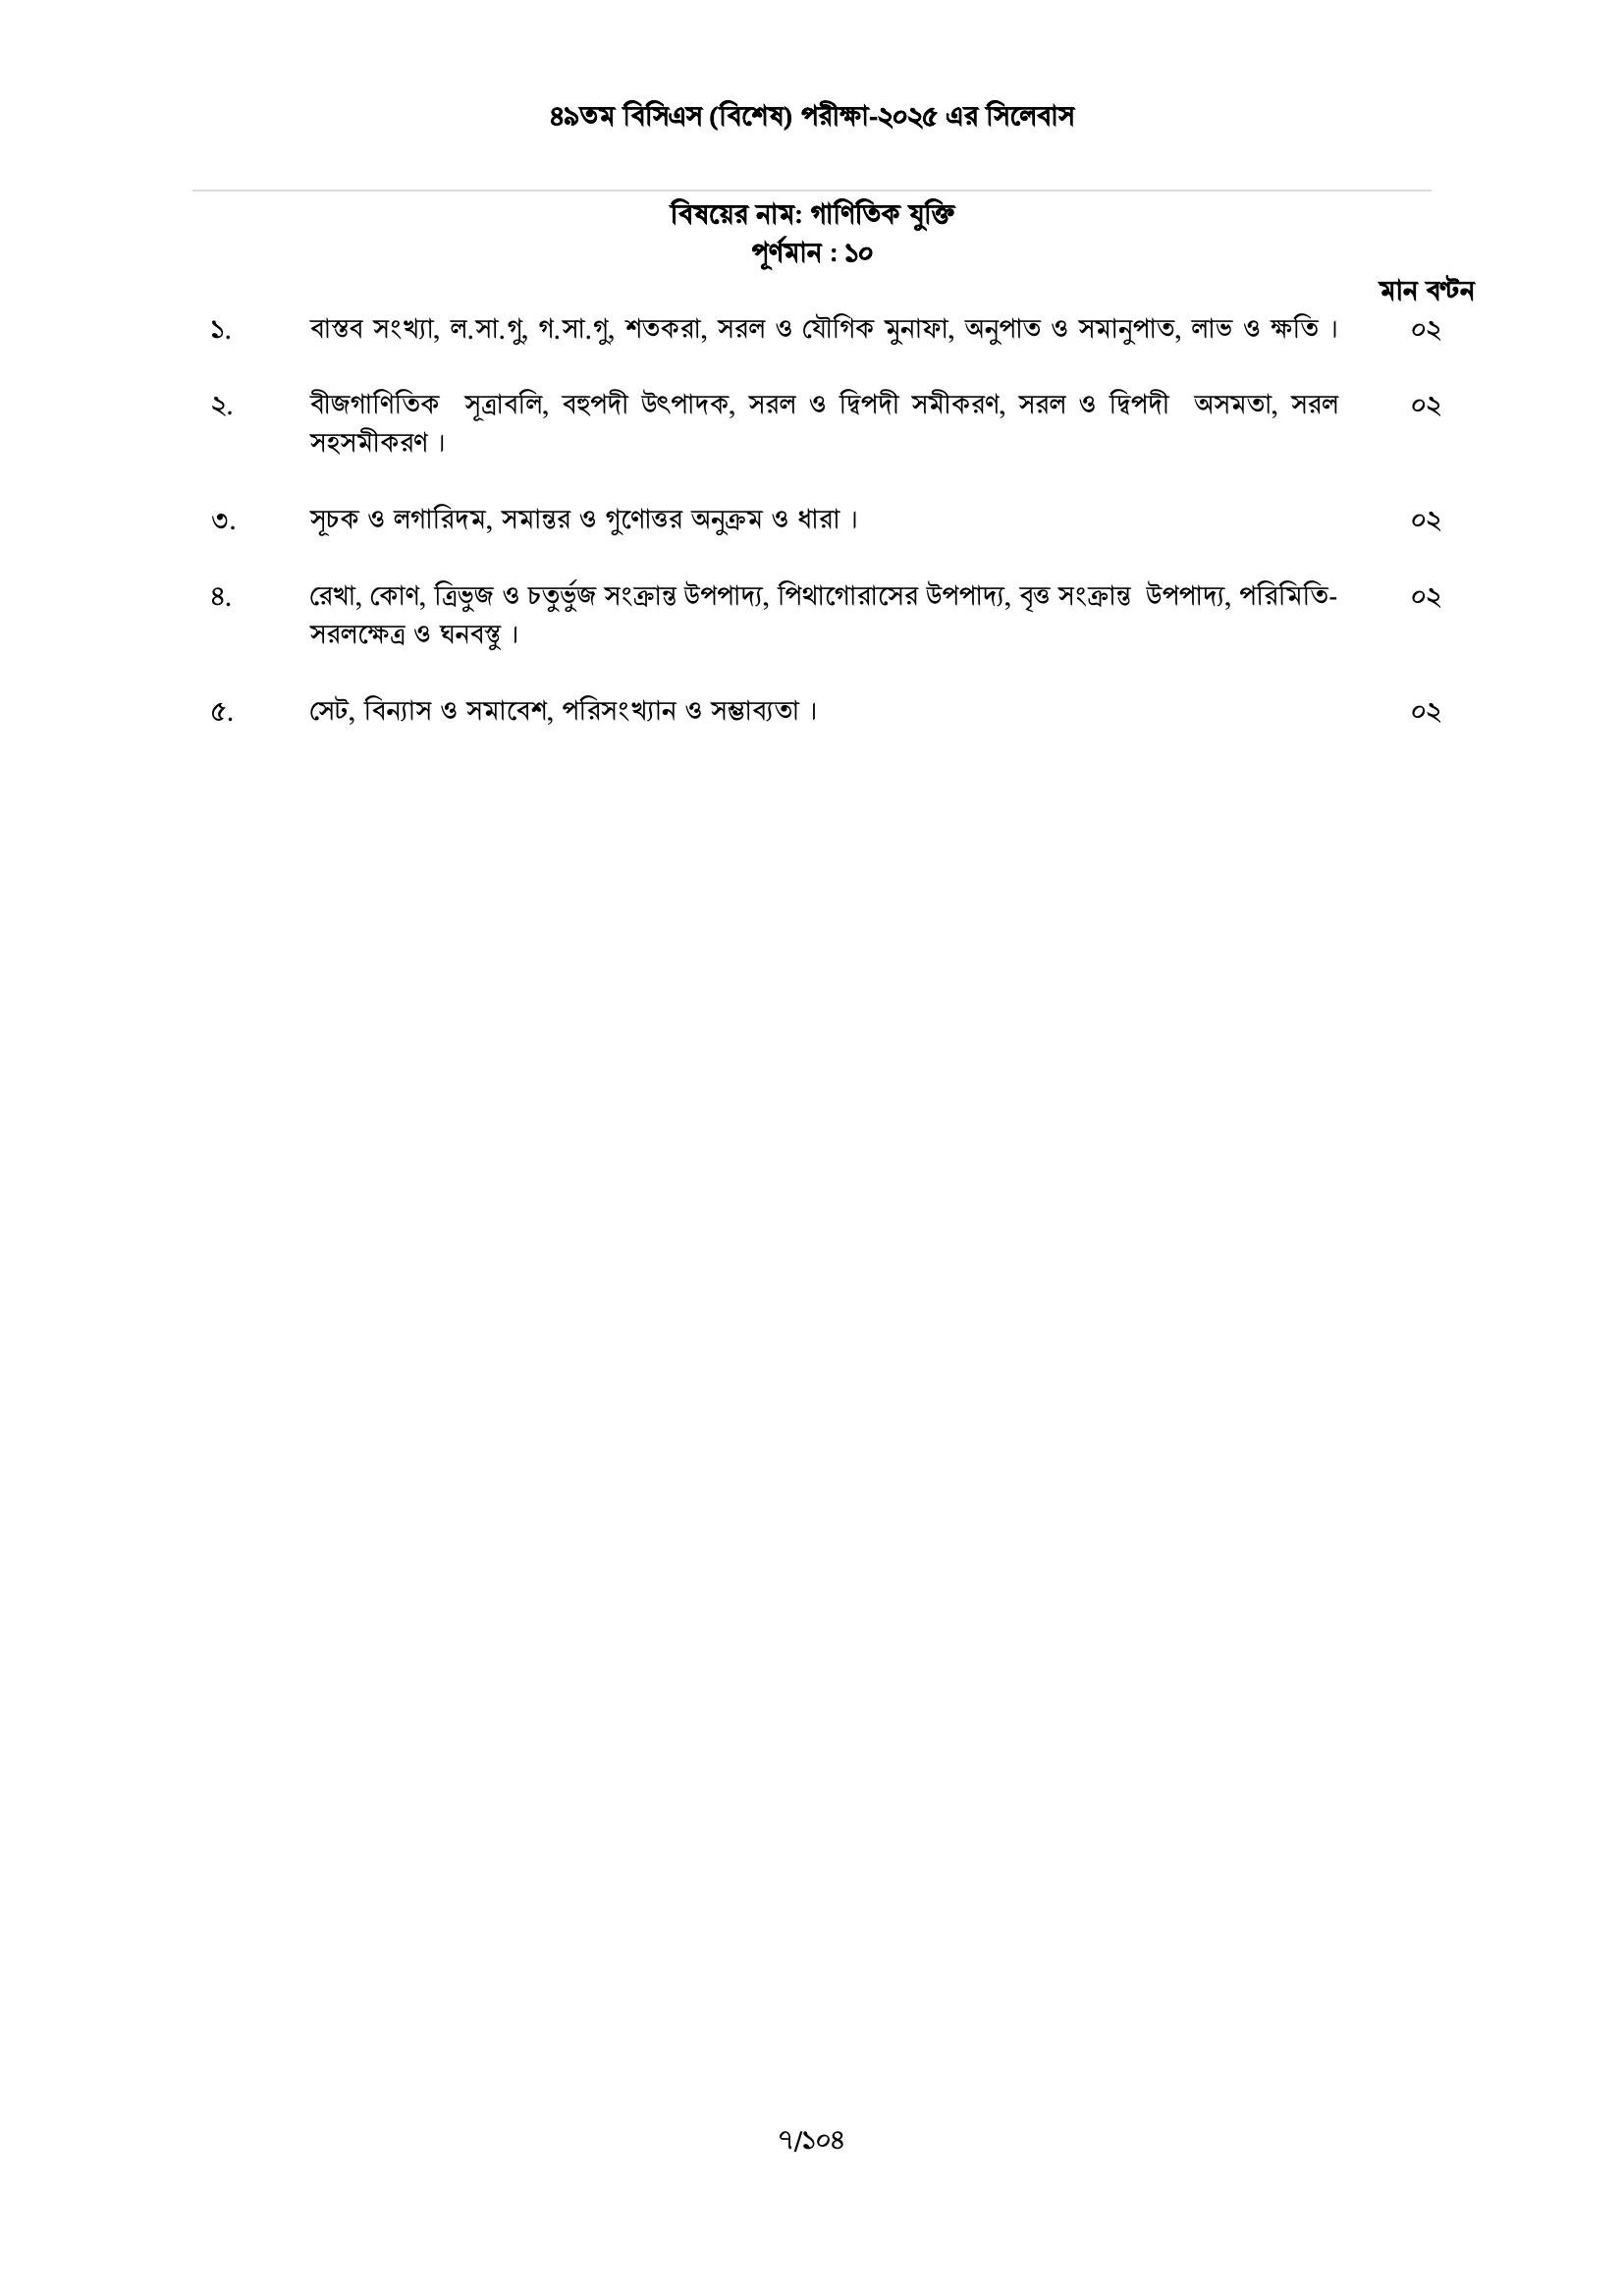 ৪৯তম বিসিএস (বিশেষ) পরীক্ষা-২০২৫ এর সিলেবাস
বিষয়ের নাম: গাণিতিক যুক্তি
পূর্ণমান : ১০
মান বণ্টন
১. বাস্তব সংখ্যা, ল.সা.গু, গ.সা.গু, শতকরা, সরল ও যৌগিক মুনাফা, অনুপাত ও সমানুপাত, লাভ ও ক্ষতি । ০২
২. বীজগাণিতিক সূত্রাবলি, বহুপদী উৎপাদক, সরল ও দ্বিপদী সমীকরণ, সরল ও দ্বিপদী অসমতা, সরল ০২
সহসমীকরণ ।
৩. সূচক ও লগারিদম, সমান্তর ও গুণোত্তর অনুক্রম ও ধারা । ০২
৪. রেখা, কোণ, ত্রিভুজ ও চতুর্ভুজ সংক্রান্ত উপপাদ্য, পিথাগোরাসের উপপাদ্য, বৃত্ত সংক্রান্ত উপপাদ্য, পরিমিতি- ০২
সরলক্ষেত্র ও ঘনবস্তু ।
৫. সেট, বিন্যাস ও সমাবেশ, পরিসংখ্যান ও সম্ভাব্যতা । ০২
৭/১০৪